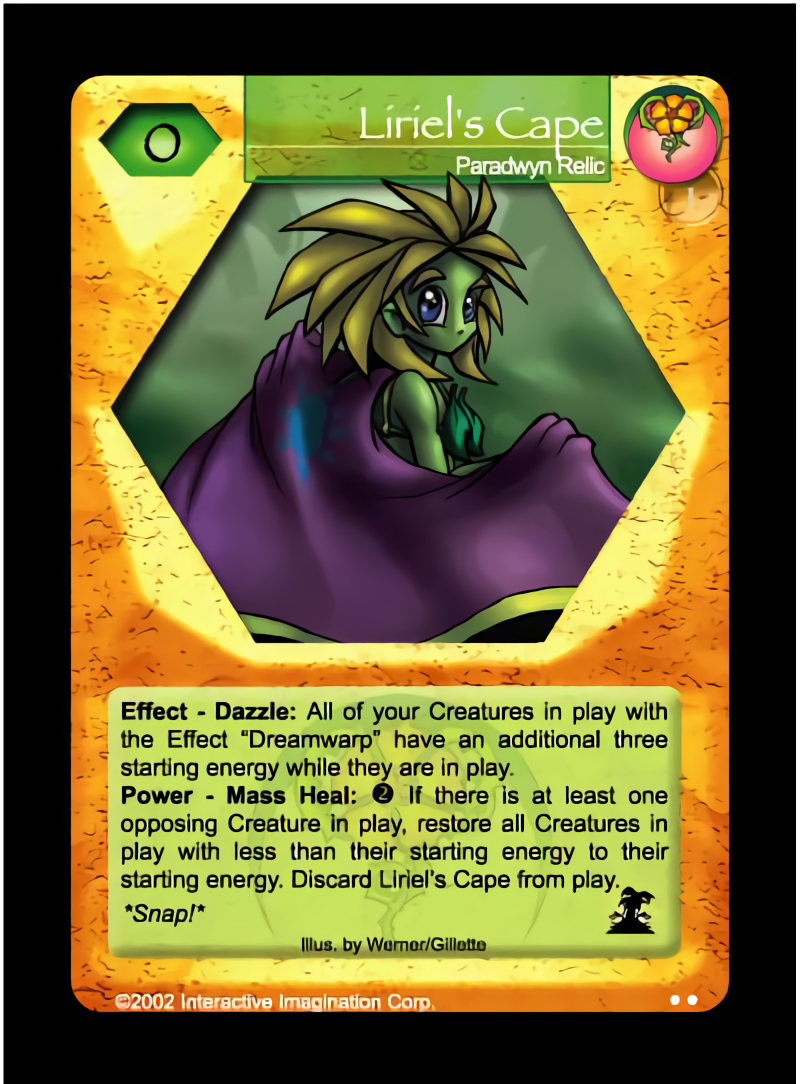 0
Liriel's Cape
Paradwyn Relic
Effect - Dazzle: All of your Creatures in play with
the Effect "Dreamwarp" have an additional three
starting energy while they are in play.
Power - Mass Heal: ❷ If there is at least one
opposing Creature in play, restore all Creatures in
play with less than their starting energy to their
starting energy. Discard Liriel's Cape from play.
*Snap!*
Illus. by Werner/Gillette
©2002 Interactive Imagination Corp.